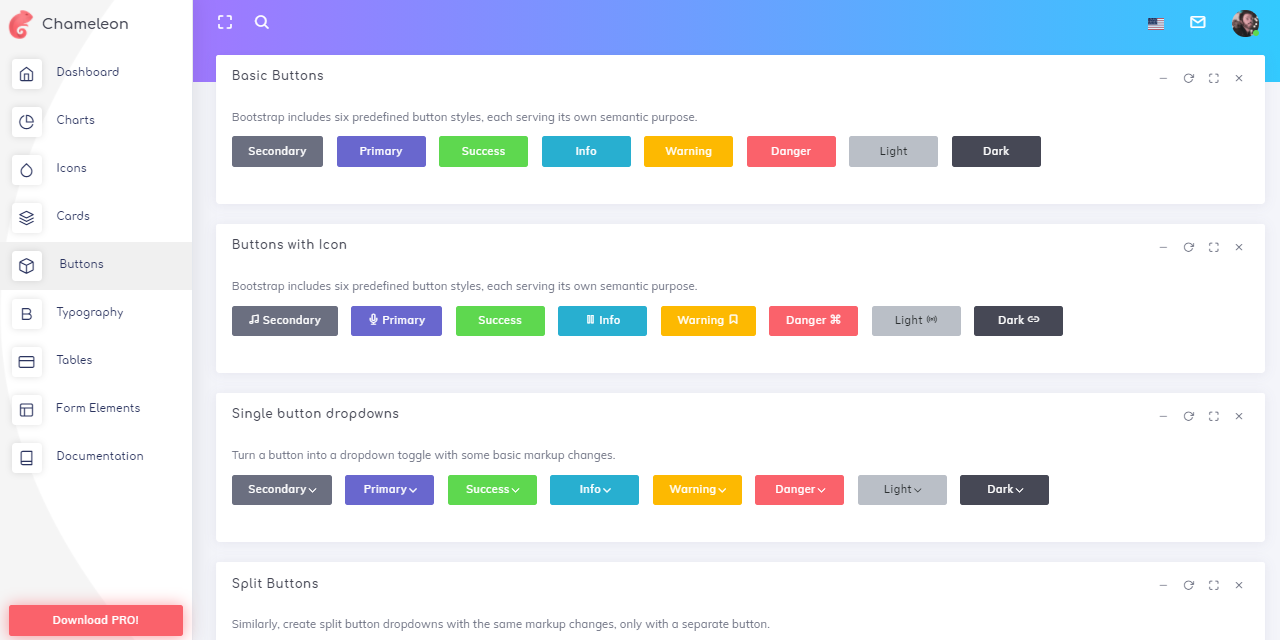 Chameleon
Dashboard
Charts
Icons
Cards
Buttons
Typography
Tables
Form Elements
Documentation
Download PRO!
Basic Buttons
Bootstrap includes six predefined button styles, each serving its own semantic purpose.
Secondary Primary Success Info Warning Danger Light Dark
Buttons with Icon
Bootstrap includes six predefined button styles, each serving its own semantic purpose.
Secondary Primary Success Info Warning Danger Light Dark
Single button dropdowns
Turn a button into a dropdown toggle with some basic markup changes.
Secondary Primary Success Info Warning Danger Light Dark
Split Buttons
Similarly, create split button dropdowns with the same markup changes, only with a separate button.